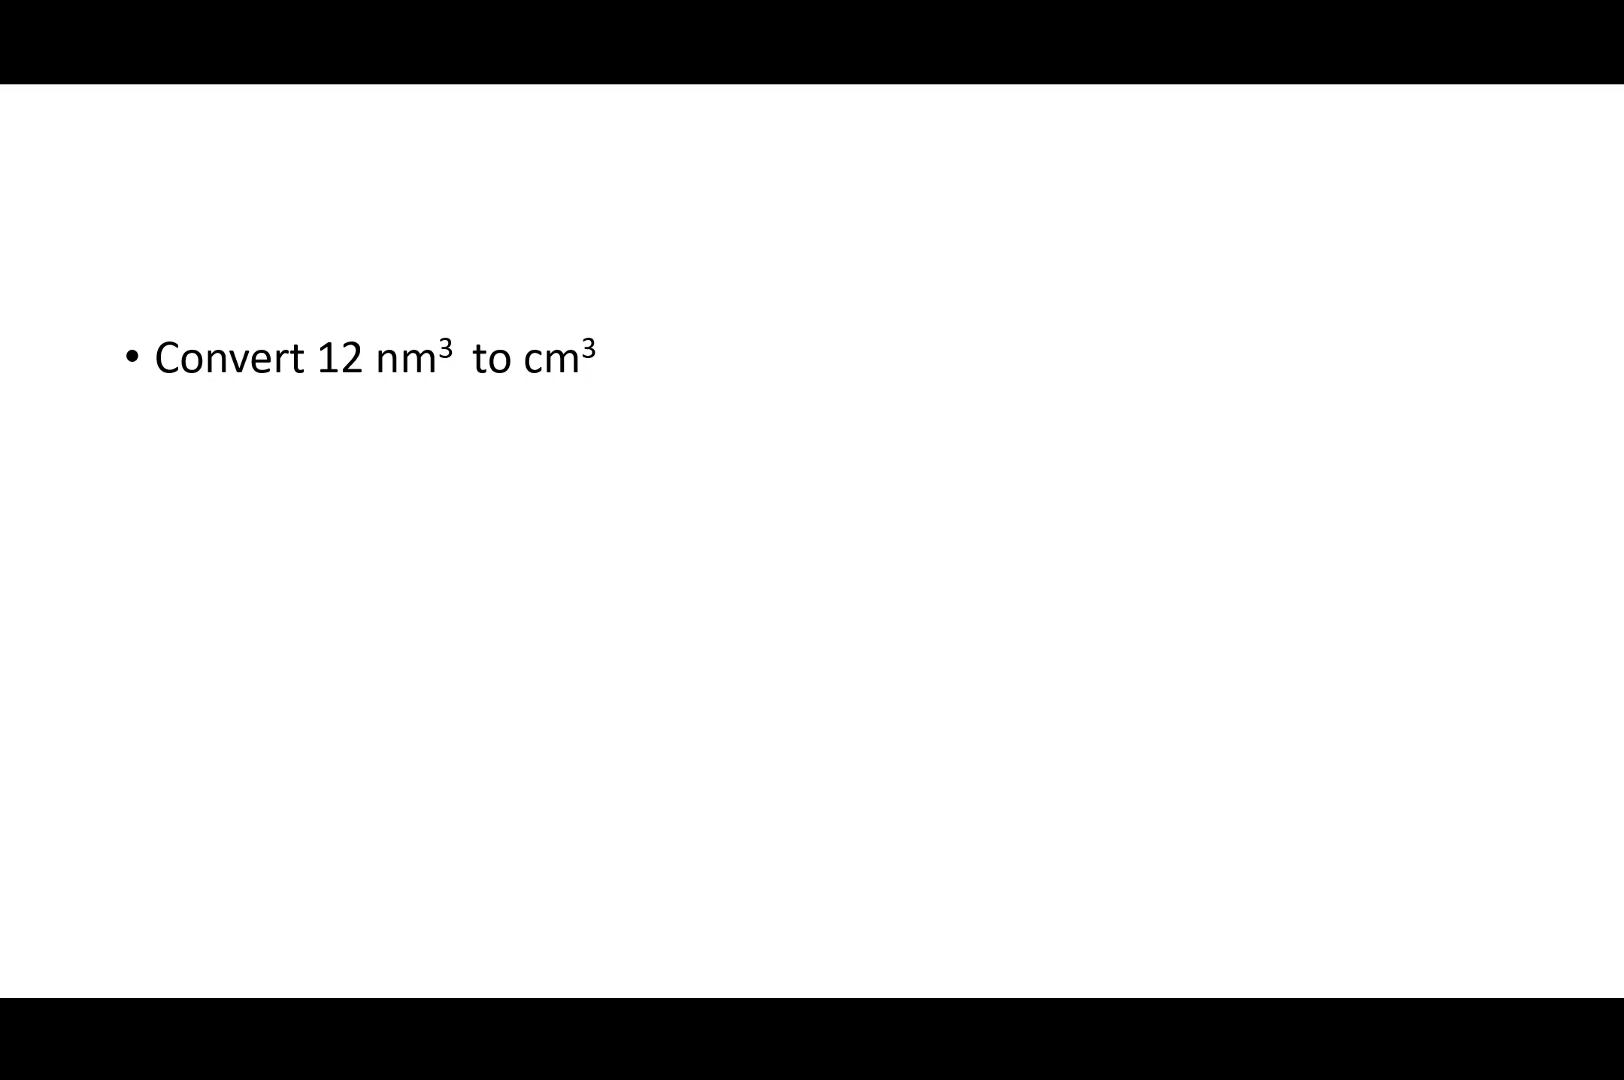 • Convert 12 nm³ to cm³